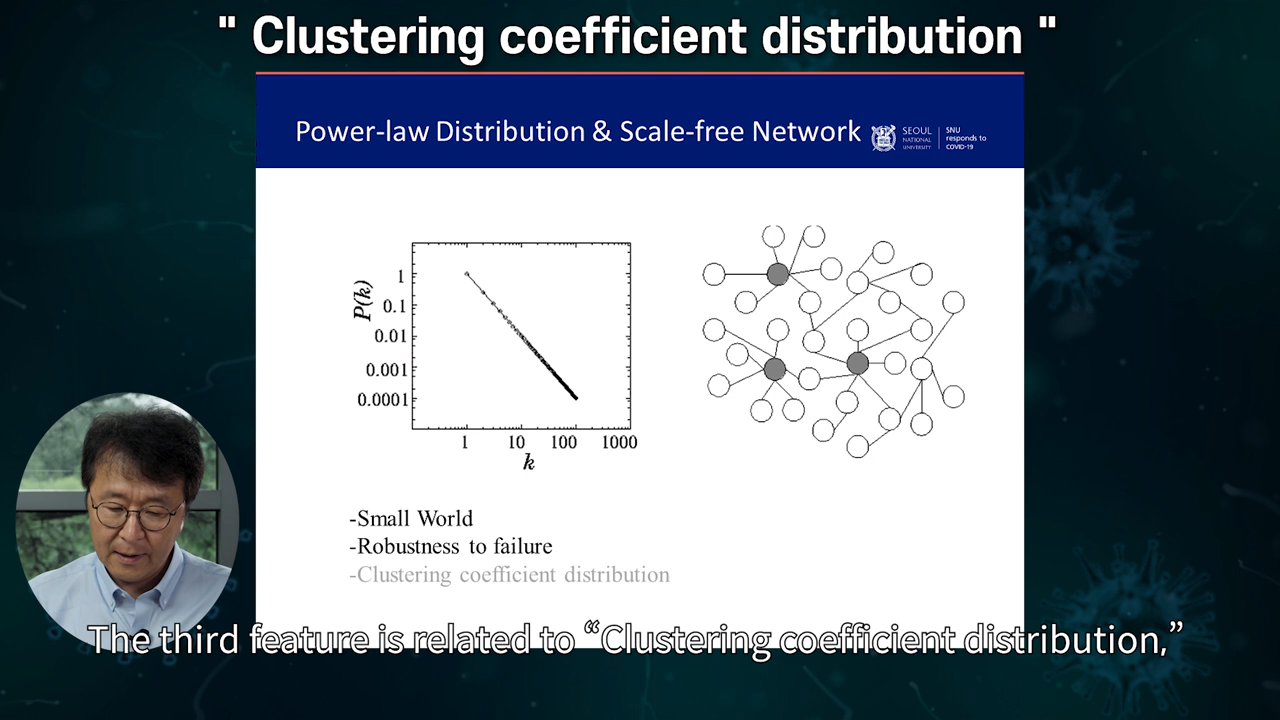 " Clustering coefficient distribution "
Power-law Distribution & Scale-free Network
SEOUL
NATIONAL
UNIVERSITY
SNU
responds to
COVID-19
P(k)
1
0.1
0.01
0.001
0.0001
1 10 100 1000
k
-Small World
-Robustness to failure
-Clustering coefficient distribution
The third feature is related to “Clustering coefficient distribution,”